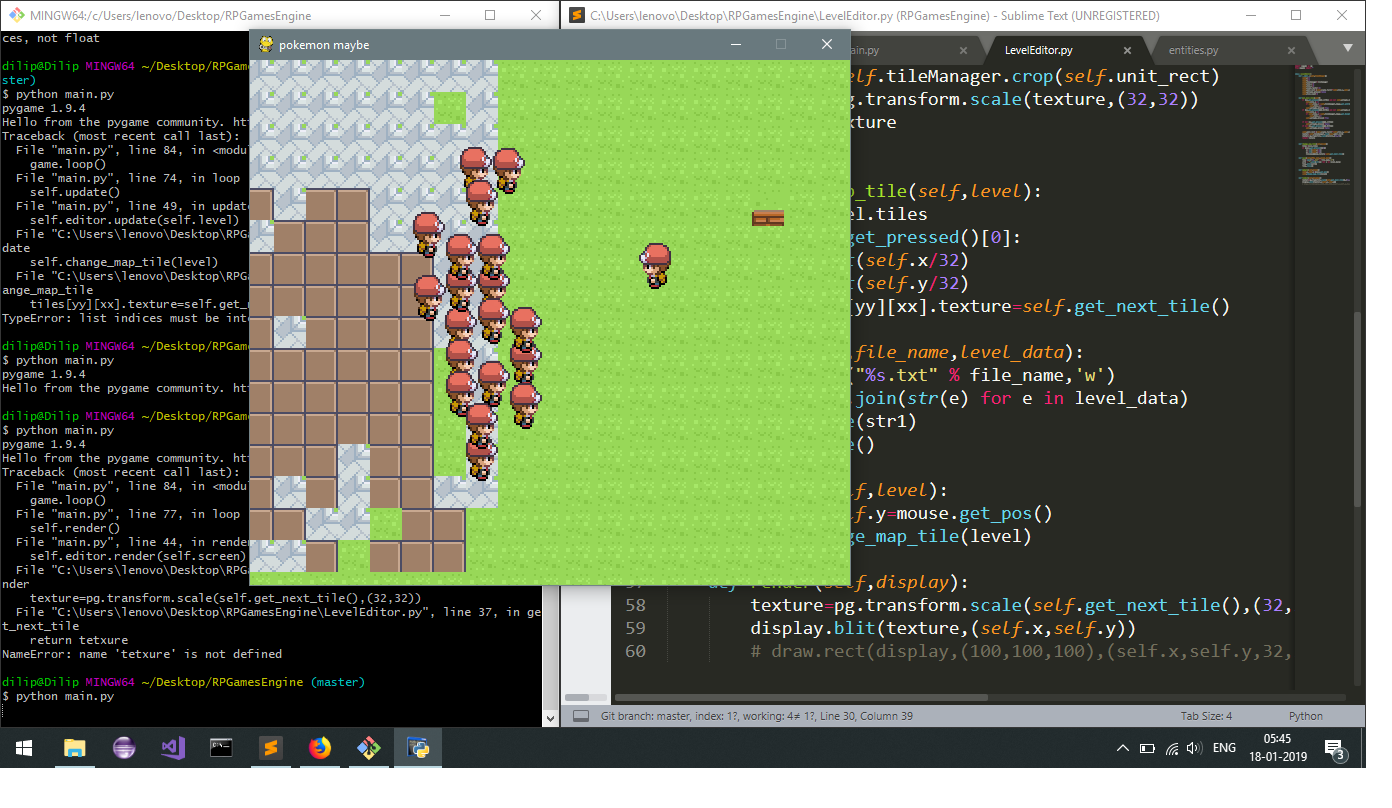 MINGW64:/c/Users/lenovo/Desktop/RPGamesEngine
ces, not float
dilip@Dilip MINGW64 ~/Desktop/RPGame
ster)
$ python main.py
pygame 1.9.4
Hello from the pygame community. htt
Traceback (most recent call last):
File "main.py", line 84, in <modul
game.loop()
File "main.py", line 74, in loop
self.update()
File "main.py", line 49, in update
self.editor.update(self.level)
File "C:\Users\lenovo\Desktop\RPGa
date
self.change_map_tile(level)
File "C:\Users\lenovo\Desktop\RPGa
ange_map_tile
tiles[yy][xx].texture=self.get_n
TypeError: list indices must be inte
dilip@Dilip MINGW64 ~/Desktop/RPGame
$ python main.py
pygame 1.9.4
Hello from the pygame community. htt
dilip@Dilip MINGW64 ~/Desktop/RPGame
$ python main.py
pygame 1.9.4
Hello from the pygame community. htt
Traceback (most recent call last):
File "main.py", line 84, in <modul
game.loop()
File "main.py", line 77, in loop
self.render()
File "main.py", line 44, in render
self.editor.render(self.screen)
File "C:\Users\lenovo\Desktop\RPGa
nder
texture=pg.transform.scale(self.get_next_tile(),(32,32))
File "C:\Users\lenovo\Desktop\RPGamesEngine\LevelEditor.py", line 37, in ge
t_next_tile
return tetxure
NameError: name 'tetxure' is not defined
dilip@Dilip MINGW64 ~/Desktop/RPGamesEngine (master)
$ python main.py
pokemon maybe
C:\Users\lenovo\Desktop\RPGamesEngine\LevelEditor.py (RPGamesEngine) - Sublime Text (UNREGISTERED)
ain.py LevelEditor.py entities.py
elf.tileManager.crop(self.unit_rect)
g.transform.scale(texture,(32,32))
xture
p_tile(self,level):
el.tiles
get_pressed()[0]:
t(self.x/32)
t(self.y/32)
[yy][xx].texture=self.get_next_tile()
,file_name,level_data):
("%s.txt" % file_name,'w')
.join(str(e) for e in level_data)
e(str1)
e()
lf,level):
lf.y=mouse.get_pos()
ge_map_tile(level)
def render(self,display):
58 texture=pg.transform.scale(self.get_next_tile(),(32,
59 display.blit(texture,(self.x,self.y))
60 # draw.rect(display,(100,100,100),(self.x,self.y,32,
Git branch: master, index: 1?, working: 4≠ 1?, Line 30, Column 39 Tab Size: 4 Python
ENG
05:45
18-01-2019
3